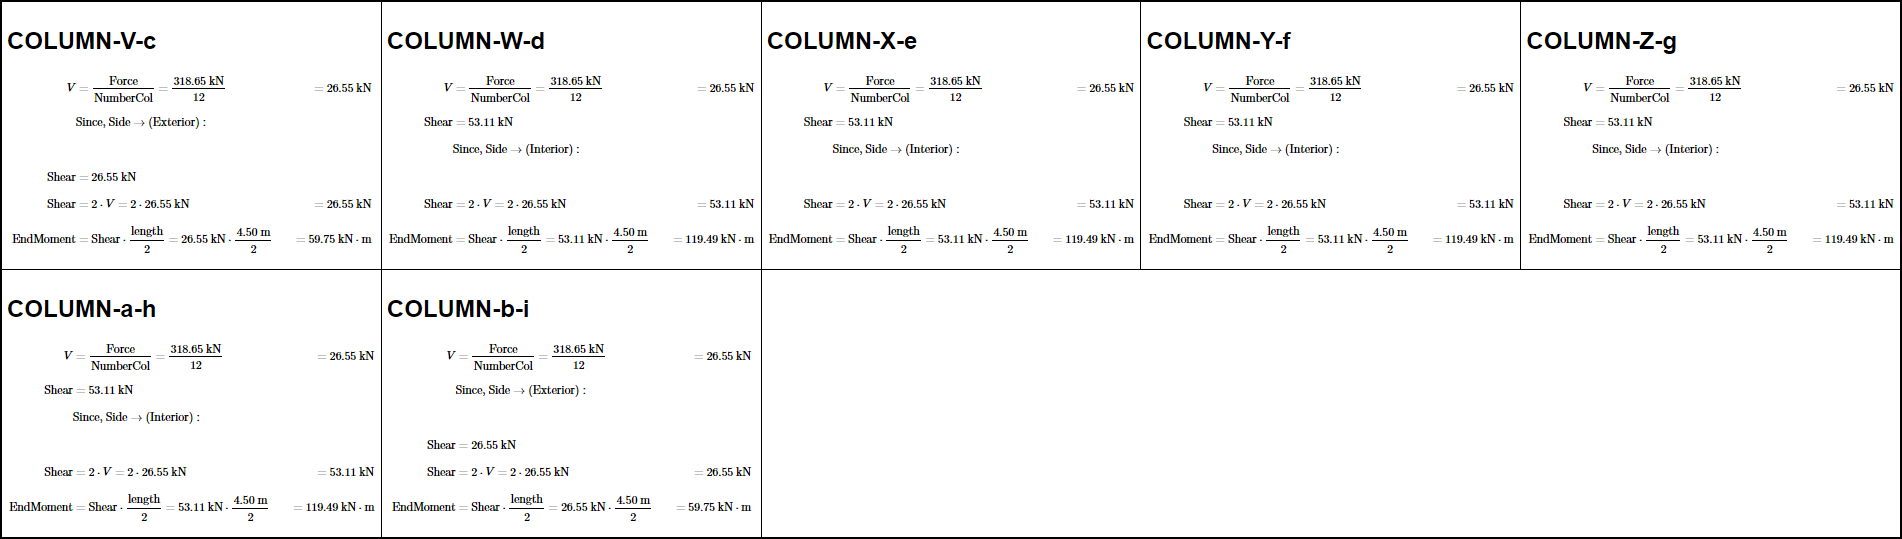 COLUMN-V-c
V = Force/NumberCol = 318.65 kN/12 = 26.55 kN
Since, Side → (Exterior) :
Shear = 26.55 kN
Shear = 2 · V = 2 · 26.55 kN = 26.55 kN
EndMoment = Shear · length/2 = 26.55 kN · 4.50 m/2 = 59.75 kN · m
COLUMN-W-d
V = Force/NumberCol = 318.65 kN/12 = 26.55 kN
Shear = 53.11 kN
Since, Side → (Interior) :
Shear = 2 · V = 2 · 26.55 kN = 53.11 kN
EndMoment = Shear · length/2 = 53.11 kN · 4.50 m/2 = 119.49 kN · m
COLUMN-X-e
V = Force/NumberCol = 318.65 kN/12 = 26.55 kN
Shear = 53.11 kN
Since, Side → (Interior) :
Shear = 2 · V = 2 · 26.55 kN = 53.11 kN
EndMoment = Shear · length/2 = 53.11 kN · 4.50 m/2 = 119.49 kN · m
COLUMN-Y-f
V = Force/NumberCol = 318.65 kN/12 = 26.55 kN
Shear = 53.11 kN
Since, Side → (Interior) :
Shear = 2 · V = 2 · 26.55 kN = 53.11 kN
EndMoment = Shear · length/2 = 53.11 kN · 4.50 m/2 = 119.49 kN · m
COLUMN-Z-g
V = Force/NumberCol = 318.65 kN/12 = 26.55 kN
Shear = 53.11 kN
Since, Side → (Interior) :
Shear = 2 · V = 2 · 26.55 kN = 53.11 kN
EndMoment = Shear · length/2 = 53.11 kN · 4.50 m/2 = 119.49 kN · m
COLUMN-a-h
V = Force/NumberCol = 318.65 kN/12 = 26.55 kN
Shear = 53.11 kN
Since, Side → (Interior) :
Shear = 2 · V = 2 · 26.55 kN = 53.11 kN
EndMoment = Shear · length/2 = 53.11 kN · 4.50 m/2 = 119.49 kN · m
COLUMN-b-i
V = Force/NumberCol = 318.65 kN/12 = 26.55 kN
Since, Side → (Exterior) :
Shear = 26.55 kN
Shear = 2 · V = 2 · 26.55 kN = 26.55 kN
EndMoment = Shear · length/2 = 26.55 kN · 4.50 m/2 = 59.75 kN · m